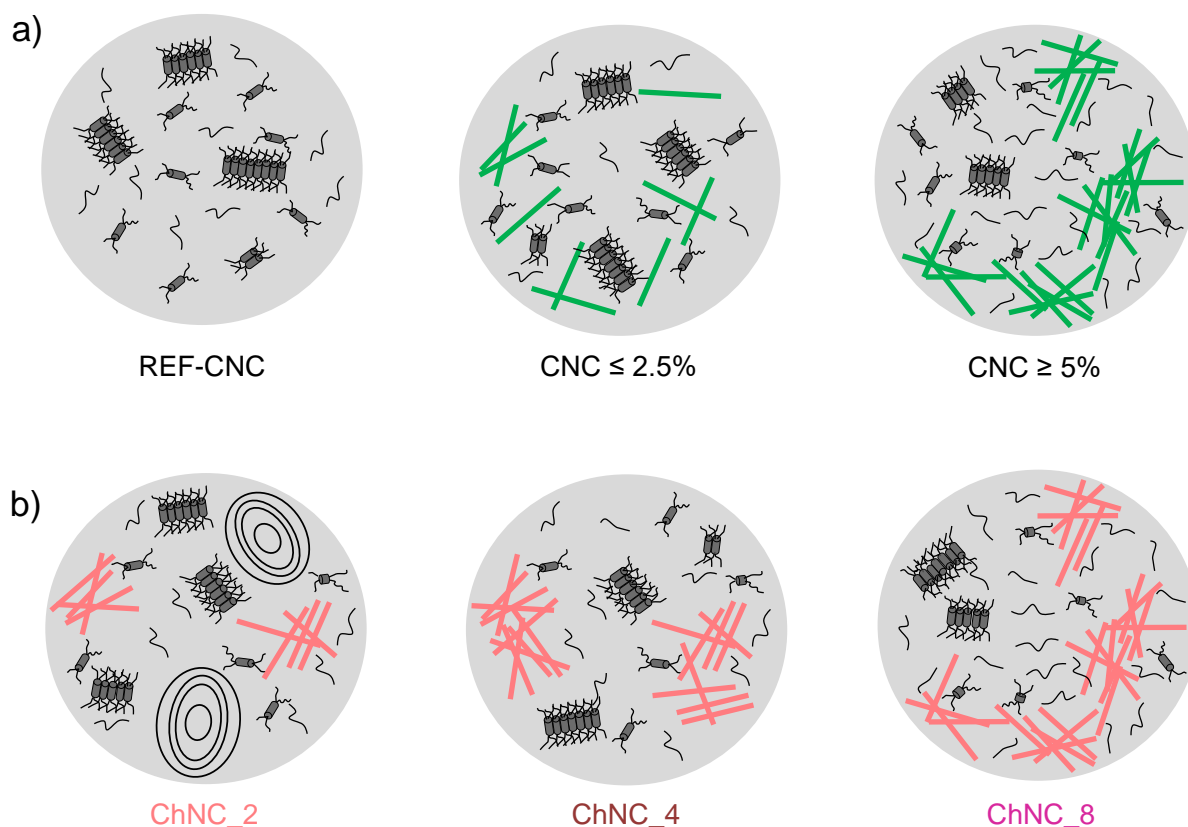 a)
REF-CNC
CNC ≤ 2.5%
CNC ≥ 5%
b)
ChNC_2
ChNC_4
ChNC_8